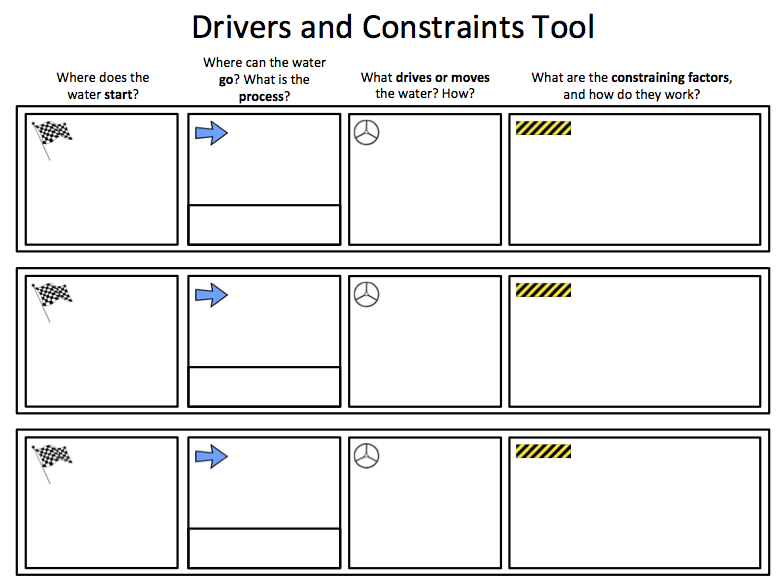 Drivers and Constraints Tool
Where does the
water start?
Where can the water
go? What is the
process?
What drives or moves
the water? How?
What are the constraining factors,
and how do they work?